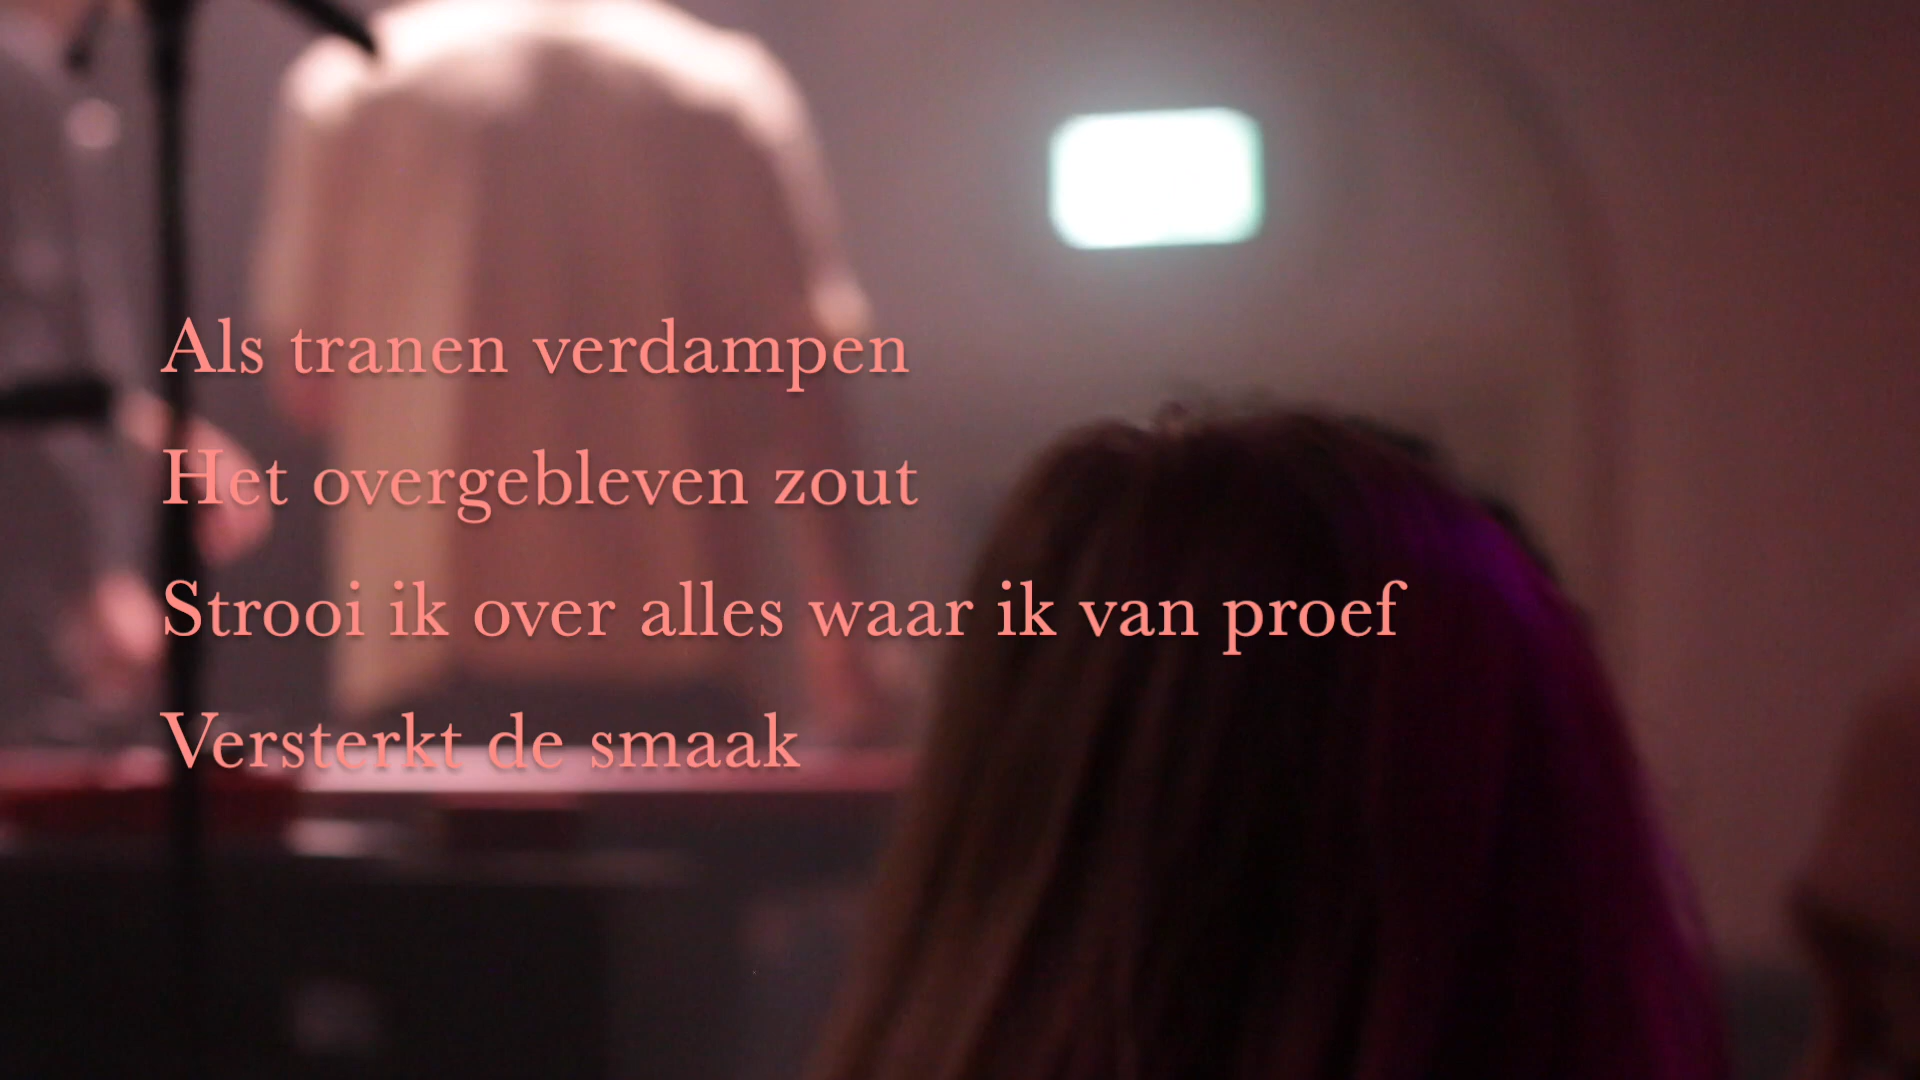 Als tranen verdampen
Het overgebleven zout
Strooi ik over alles waar ik van proef
Versterkt de smaak